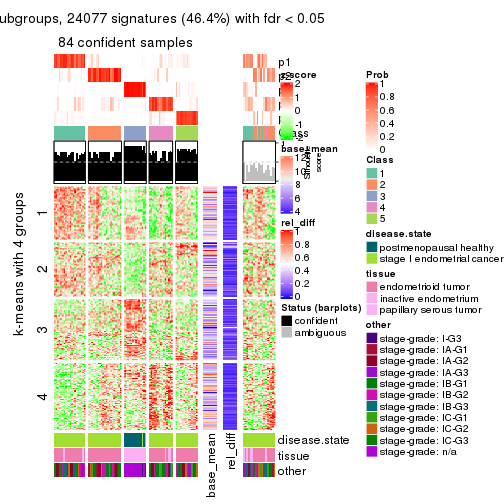 ubgroups, 24077 signatures (46.4%) with fdr < 0.05
84 confident samples
p1
p2
Class
1
2
3
4
k-means with 4 groups
z-score
2
1
0
-1
-2
base_mean
12
10
8
6
4
Silhouette
score
rel_diff
1
0.8
0.6
0.4
0.2
0
Status (barplots)
confident
ambiguous
disease.state
tissue
other
base_mean
rel_diff
Prob
1
0.8
0.6
0.4
0.2
0
Class
1
2
3
4
5
disease.state
postmenopausal healthy
stage I endometrial cancer
tissue
endometrioid tumor
inactive endometrium
papillary serous tumor
other
stage-grade: I-G3
stage-grade: IA-G1
stage-grade: IA-G2
stage-grade: IA-G3
stage-grade: IB-G1
stage-grade: IB-G2
stage-grade: IB-G3
stage-grade: IC-G1
stage-grade: IC-G2
stage-grade: IC-G3
stage-grade: n/a